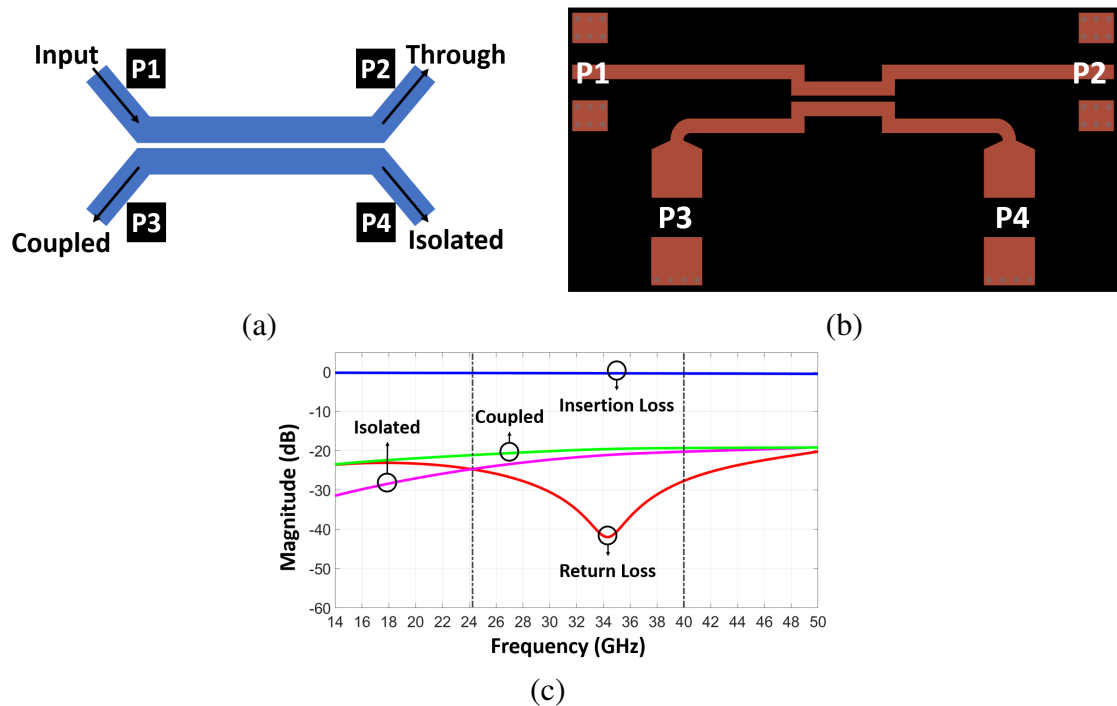 Input P1 P2 Through
Coupled P3 P4 Isolated
(a)
P1 P2
P3 P4
(b)
0
-10
-20
-30
-40
-50
-60
Magnitude (dB)
Isolated
Coupled
Insertion Loss
Return Loss
14 16 18 20 22 24 26 28 30 32 34 36 38 40 42 44 46 48 50
Frequency (GHz)
(c)